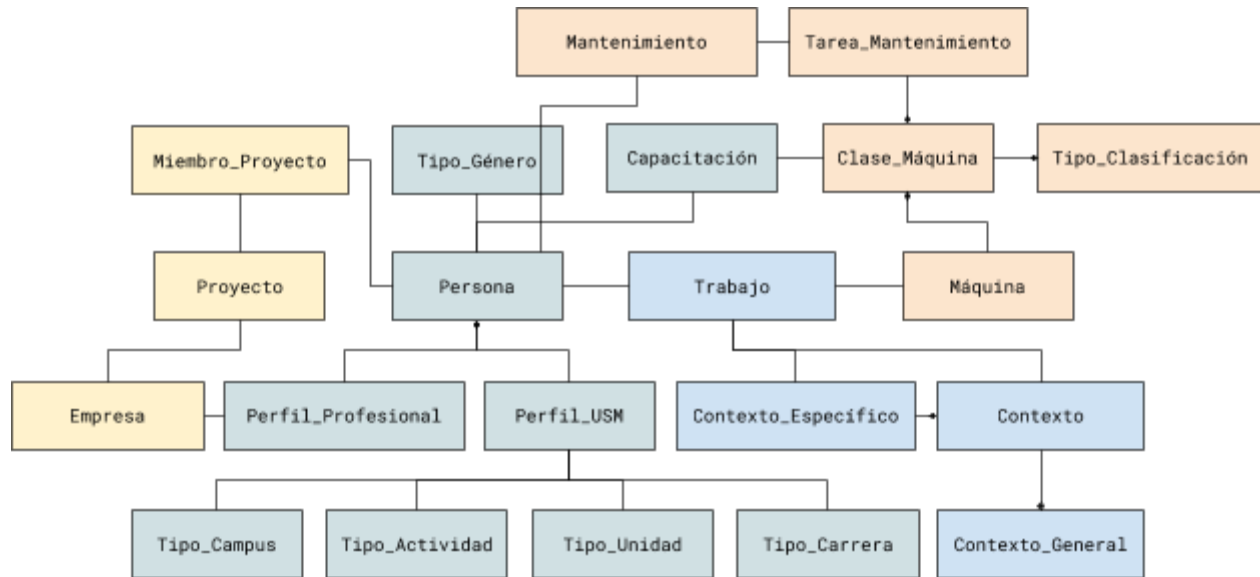 Mantenimiento
Tarea_Mantenimiento
Miembro_Proyecto
Tipo_Género
Capacitación
Clase_Máquina
Tipo_Clasificación
Proyecto
Persona
Trabajo
Máquina
Empresa
Perfil_Profesional
Perfil_USM
Contexto_Específico
Contexto
Tipo_Campus
Tipo_Actividad
Tipo_Unidad
Tipo_Carrera
Contexto_General